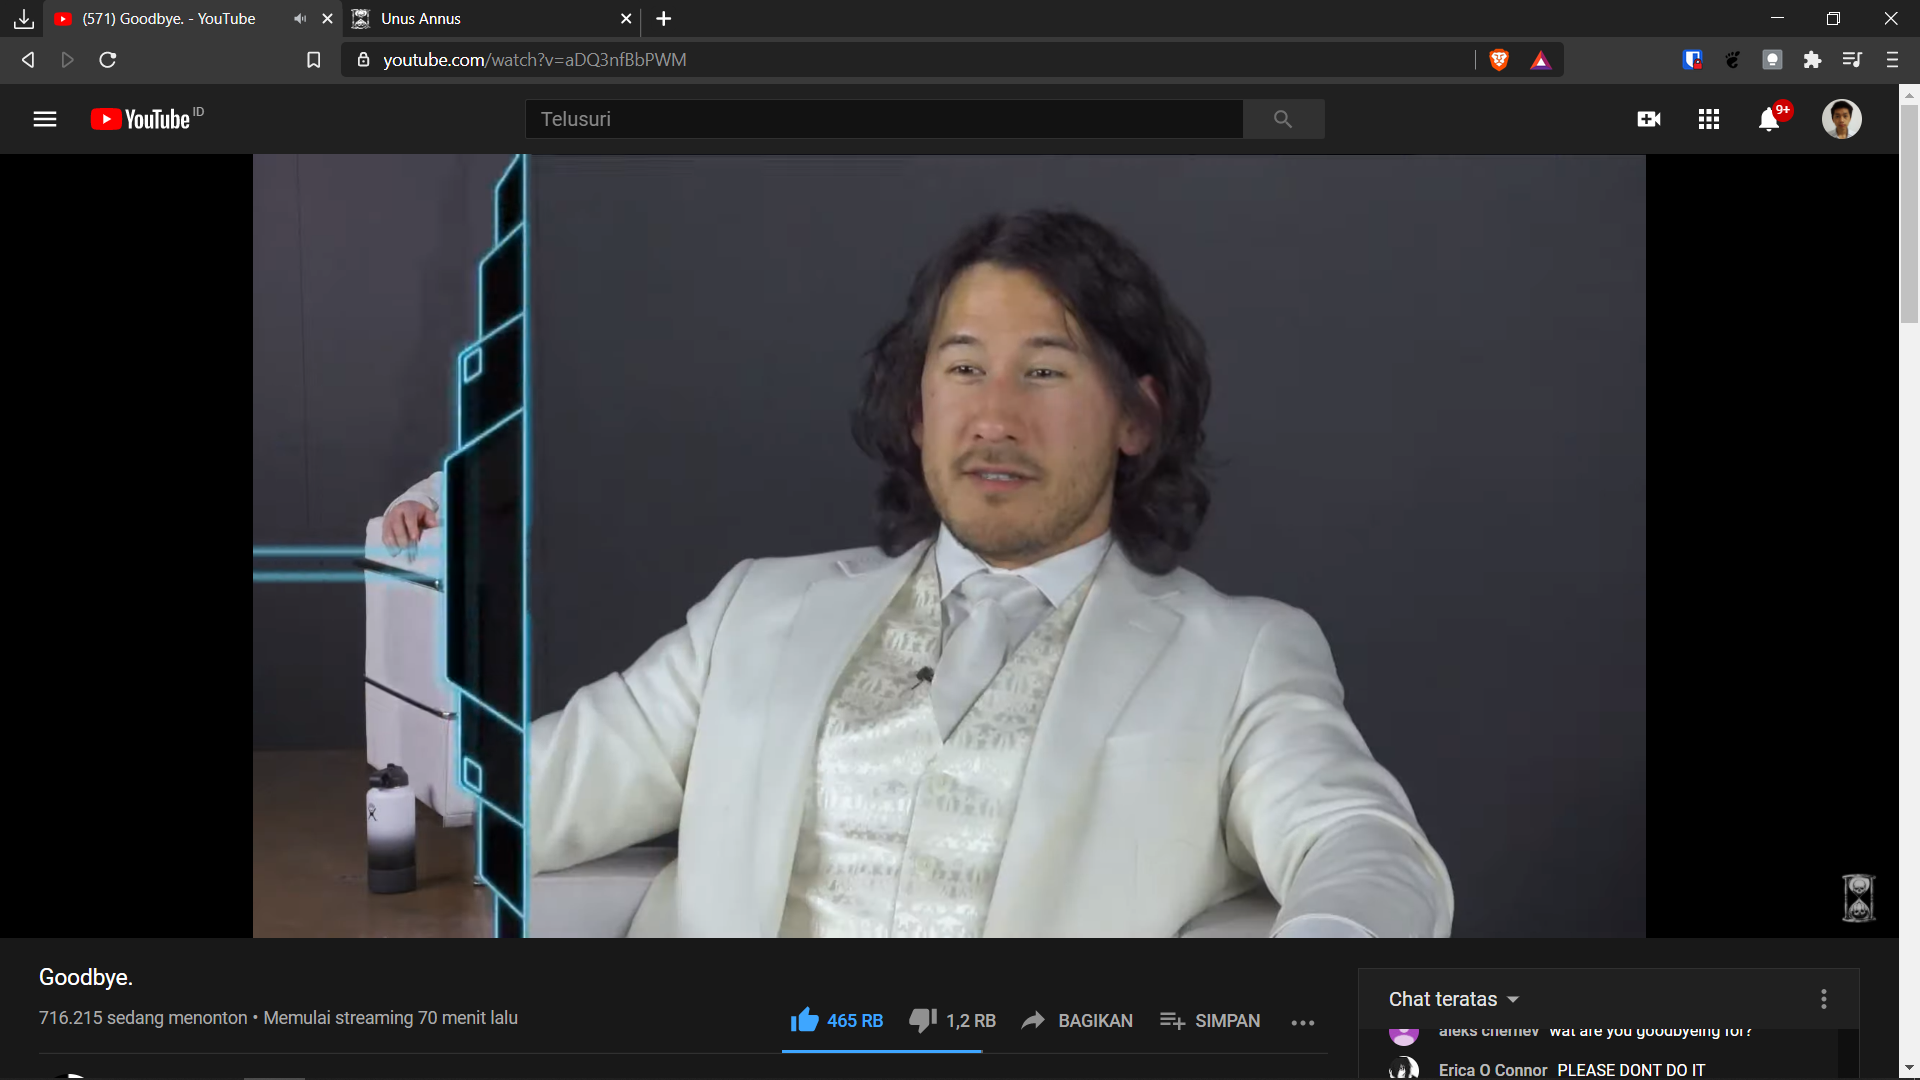 (571) Goodbye. - YouTube
Unus Annus
youtube.com/watch?v=aDQ3nfBbPWM
YouTube ID
Telusuri
9+
Goodbye.
716.215 sedang menonton • Memulai streaming 70 menit lalu
465 RB
1,2 RB
BAGIKAN
SIMPAN
Chat teratas
aleks chernev wat are you goodbyeing for?
Erica O Connor PLEASE DONT DO IT